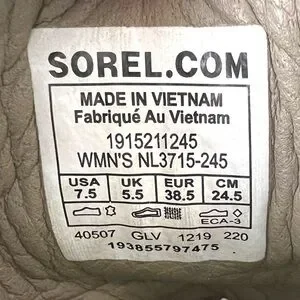 SOREL.COM
MADE IN VIETNAM
Fabriqué Au Vietnam
1915211245
WMN'S NL3715-245
USA UK EUR CM
7.5 5.5 38.5 24.5
ECA-3
40507 GLV 1219 220
193855797475